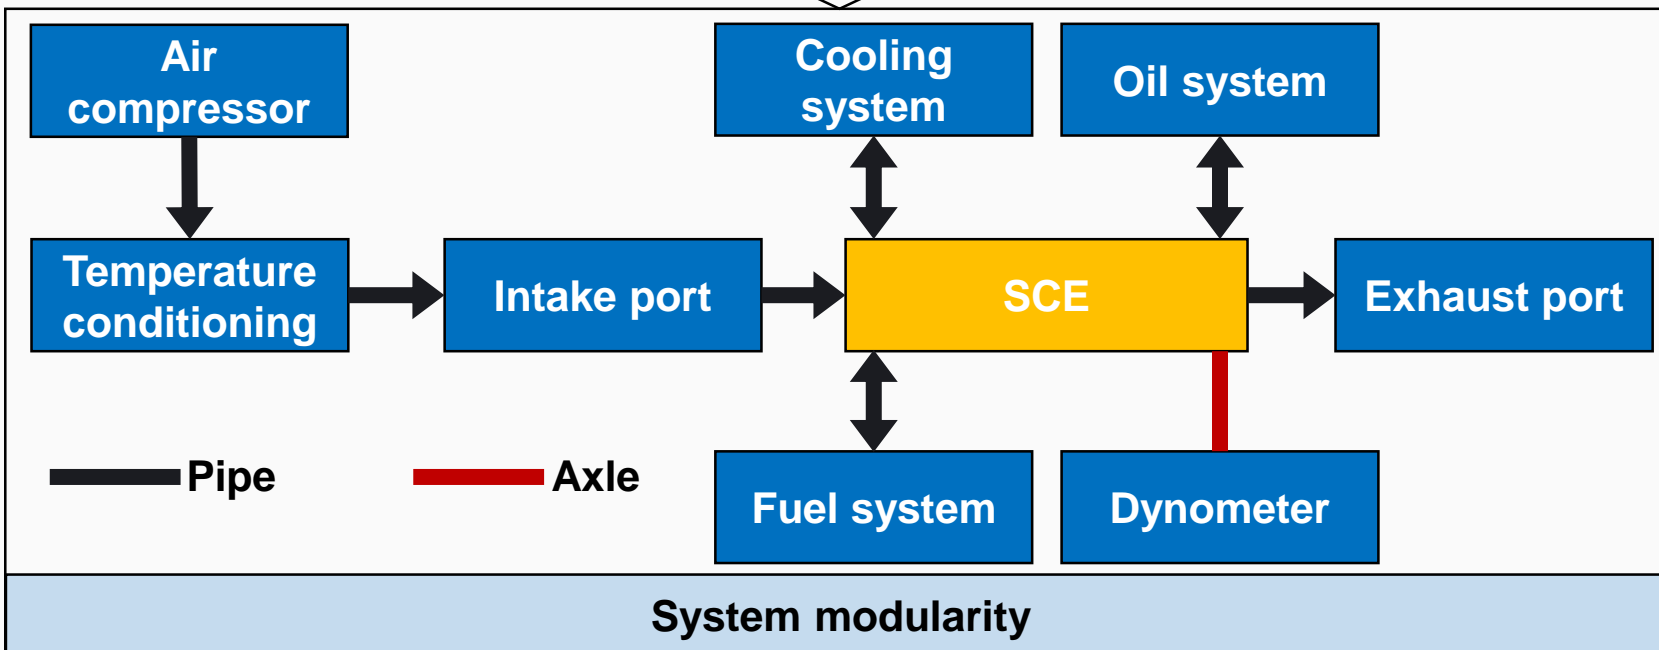 Air
compressor
Cooling
system
Oil system
Temperature
conditioning
Intake port
SCE
Exhaust port
Pipe
Axle
Fuel system
Dynometer
System modularity